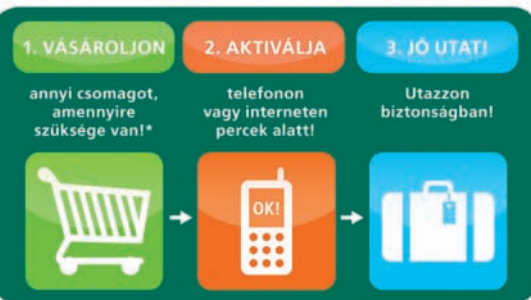 1. VÁSÁROLJON
annyi csomagot,
amennyire
szüksége van!*
2. AKTIVÁLJA
telefonon
vagy interneten
percek alatt!
OK!
3. JÓ UTAT!
Utazzon
biztonságban!